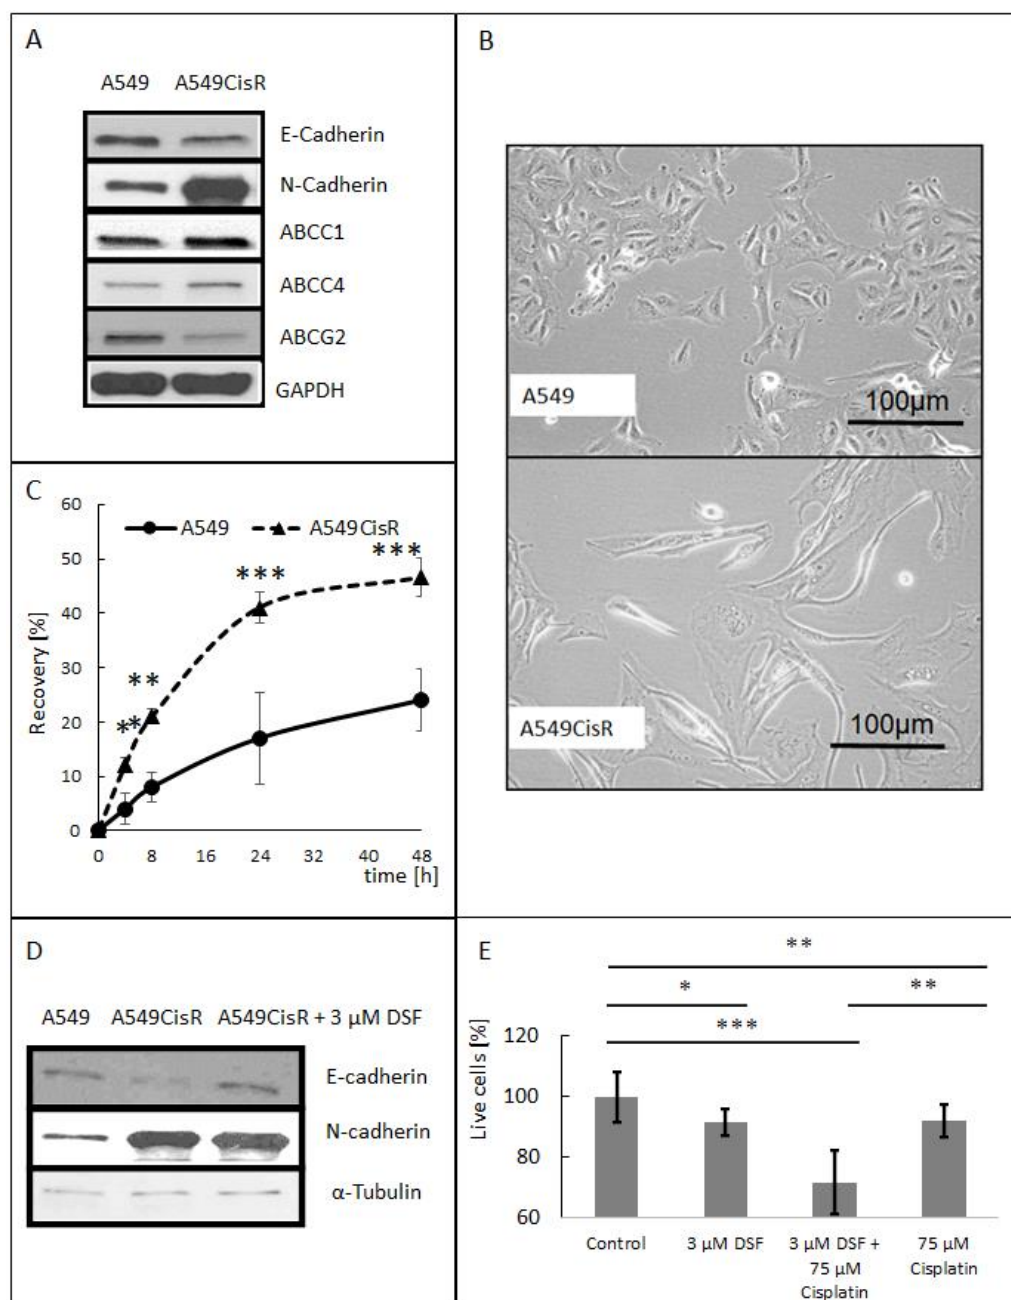 A
A549 A549CisR
E-Cadherin
N-Cadherin
ABCC1
ABCC4
ABCG2
GAPDH
B
A549
100µm
A549CisR
100µm
C
60
50
40
30
20
10
0
Recovery [%]
A549 A549CisR
***
***
**
**
0 8 16 24 32 40 48
time [h]
D
A549 A549CisR A549CisR + 3 µM DSF
E-cadherin
N-cadherin
α-Tubulin
E
**
* **
***
120
100
80
60
Live cells [%]
Control 3 µM DSF 3 µM DSF + 75 µM
75 µM Cisplatin
Cisplatin